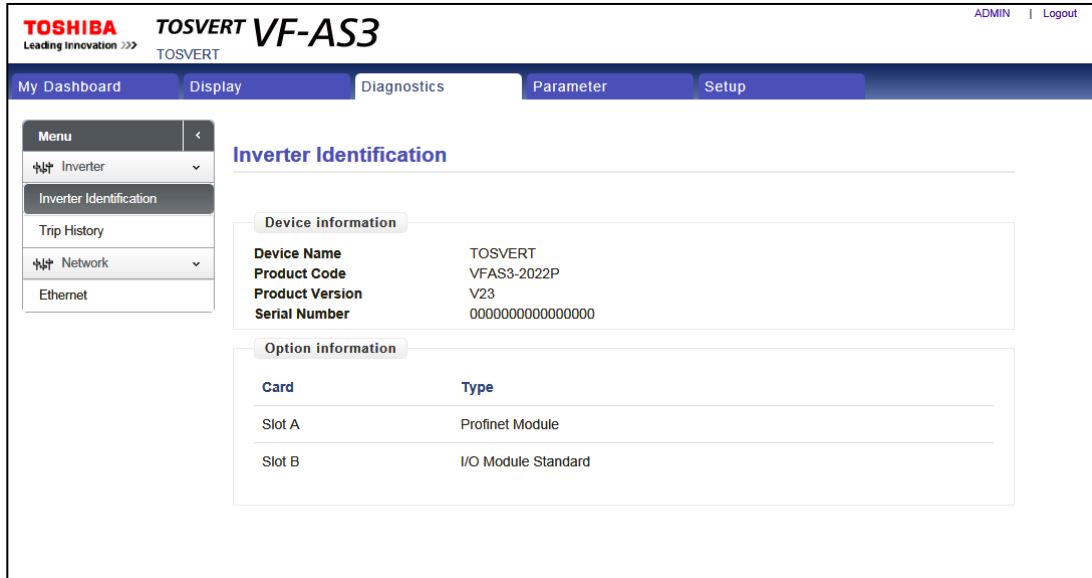 ADMIN | Logout
TOSHIBA
Leading Innovation >>>
TOSVERT VF-AS3
TOSVERT
My Dashboard Display Diagnostics Parameter Setup
Menu
Inverter
Inverter Identification
Trip History
Network
Ethernet
Inverter Identification
Device information
Device Name TOSVERT
Product Code VFAS3-2022P
Product Version V23
Serial Number 0000000000000000
Option information
Card Type
Slot A Profinet Module
Slot B I/O Module Standard